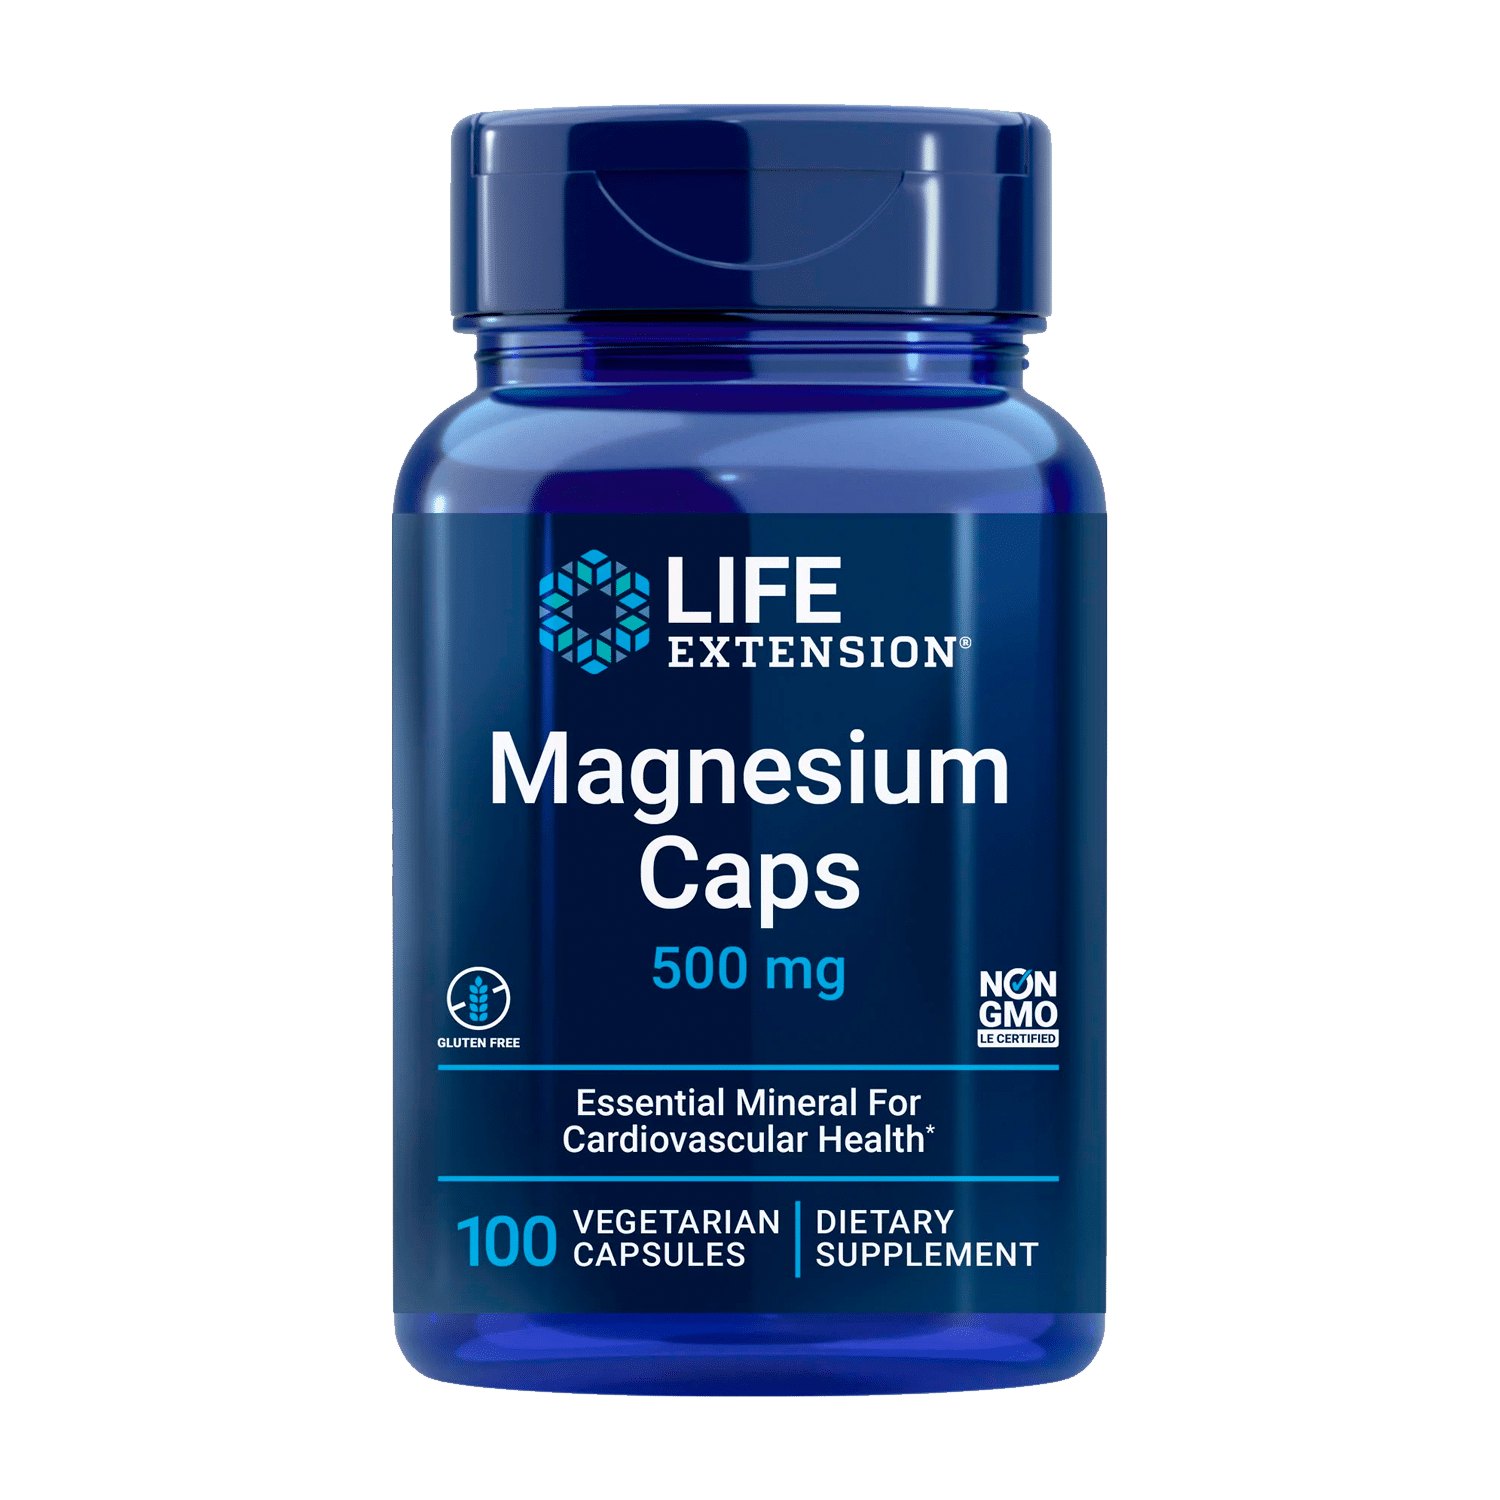 LIFE
EXTENSION®
Magnesium
Caps
500 mg
GLUTEN FREE
NON
GMO
LE CERTIFIED
Essential Mineral For
Cardiovascular Health*
100 VEGETARIAN
CAPSULES
DIETARY
SUPPLEMENT